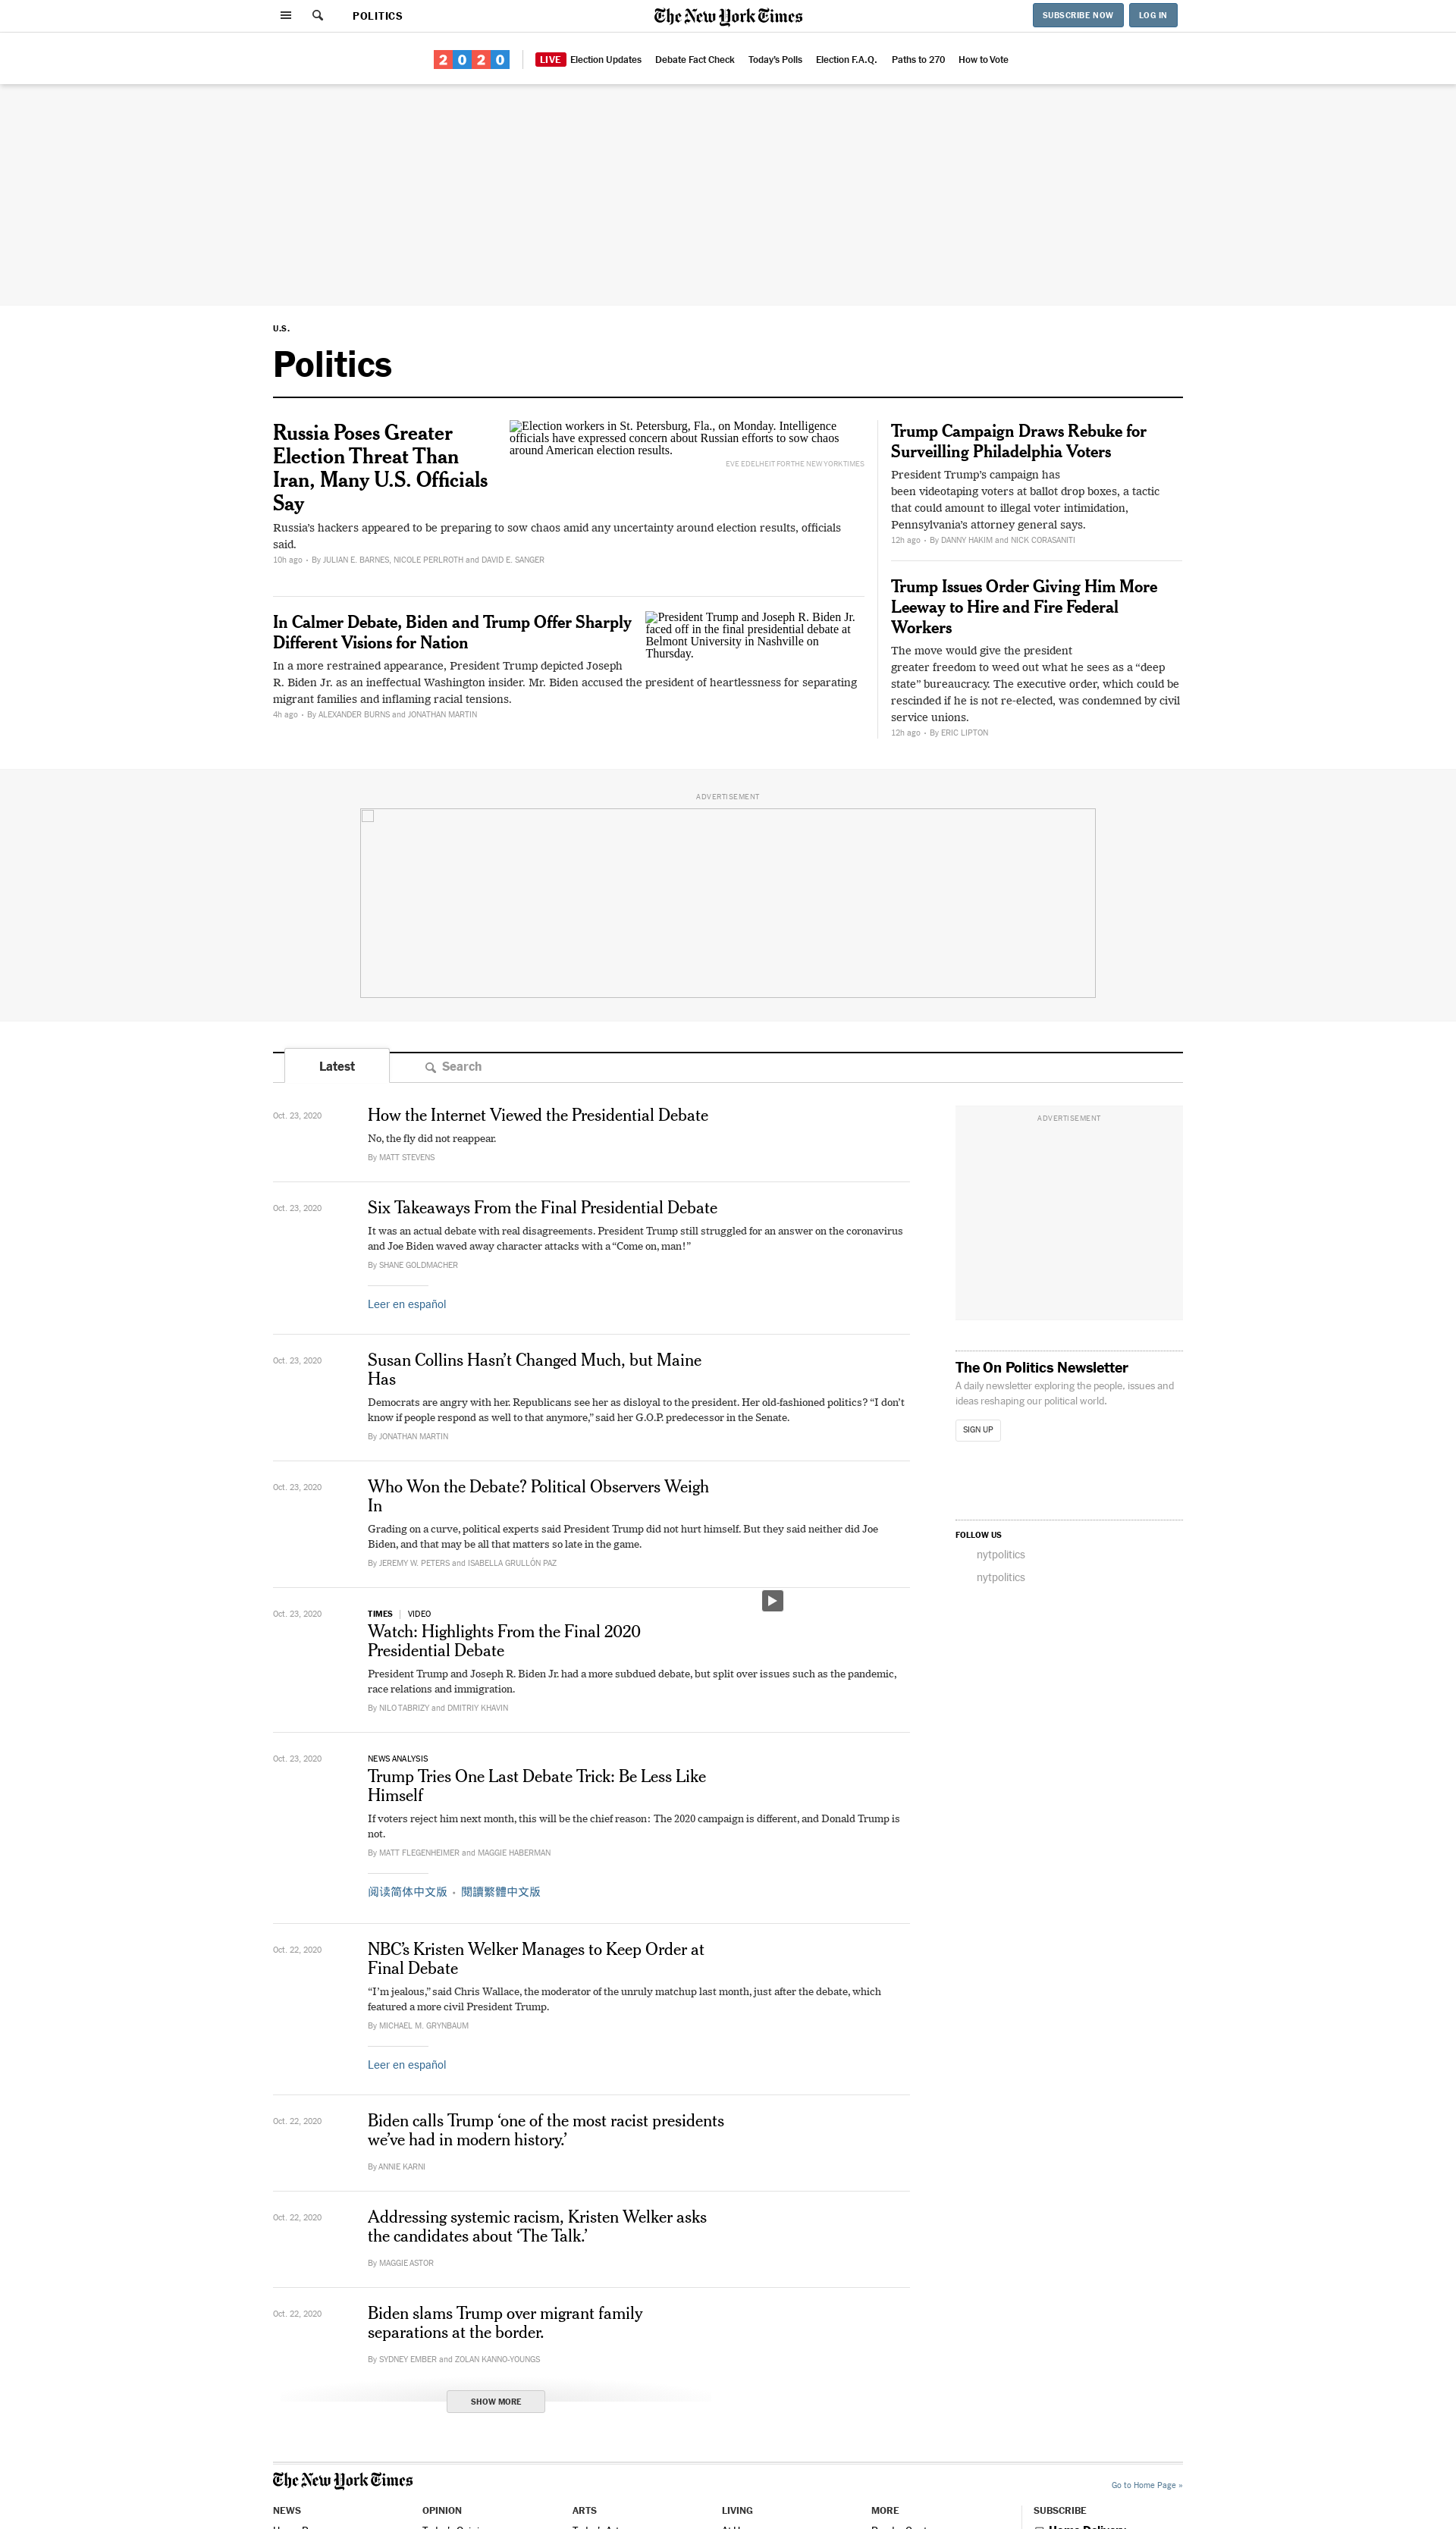 POLITICS
The New York Times
SUBSCRIBE NOW
LOG IN
2020
LIVE Election Updates
Debate Fact Check
Today's Polls
Election F.A.Q.
Paths to 270
How to Vote
U.S.
Politics
Russia Poses Greater
Election Threat Than
Iran, Many U.S. Officials
Say
Election workers in St. Petersburg, Fla., on Monday. Intelligence
officials have expressed concern about Russian efforts to sow chaos
around American election results.
EVE EDELHEIT FOR THE NEW YORK TIMES
Russia's hackers appeared to be preparing to sow chaos amid any uncertainty around election results, officials
said.
10h ago • By JULIAN E. BARNES, NICOLE PERLROTH and DAVID E. SANGER
In Calmer Debate, Biden and Trump Offer Sharply
Different Visions for Nation
President Trump and Joseph R. Biden Jr.
faced off in the final presidential debate at
Belmont University in Nashville on
Thursday.
In a more restrained appearance, President Trump depicted Joseph
R. Biden Jr. as an ineffectual Washington insider. Mr. Biden accused the president of heartlessness for separating
migrant families and inflaming racial tensions.
4h ago • By ALEXANDER BURNS and JONATHAN MARTIN
Trump Campaign Draws Rebuke for
Surveilling Philadelphia Voters
President Trump's campaign has
been videotaping voters at ballot drop boxes, a tactic
that could amount to illegal voter intimidation,
Pennsylvania's attorney general says.
12h ago • By DANNY HAKIM and NICK CORASANITI
Trump Issues Order Giving Him More
Leeway to Hire and Fire Federal
Workers
The move would give the president
greater freedom to weed out what he sees as a “deep
state” bureaucracy. The executive order, which could be
rescinded if he is not re-elected, was condemned by civil
service unions.
12h ago • By ERIC LIPTON
ADVERTISEMENT
Latest
Search
Oct. 23, 2020
How the Internet Viewed the Presidential Debate
No, the fly did not reappear.
By MATT STEVENS
Oct. 23, 2020
Six Takeaways From the Final Presidential Debate
It was an actual debate with real disagreements. President Trump still struggled for an answer on the coronavirus
and Joe Biden waved away character attacks with a “Come on, man!”
By SHANE GOLDMACHER
Leer en español
Oct. 23, 2020
Susan Collins Hasn’t Changed Much, but Maine
Has
Democrats are angry with her. Republicans see her as disloyal to the president. Her old-fashioned politics? “I don’t
know if people respond as well to that anymore,” said her G.O.P. predecessor in the Senate.
By JONATHAN MARTIN
Oct. 23, 2020
Who Won the Debate? Political Observers Weigh
In
Grading on a curve, political experts said President Trump did not hurt himself. But they said neither did Joe
Biden, and that may be all that matters so late in the game.
By JEREMY W. PETERS and ISABELLA GRULLÓN PAZ
Oct. 23, 2020
TIMES | VIDEO
Watch: Highlights From the Final 2020
Presidential Debate
President Trump and Joseph R. Biden Jr. had a more subdued debate, but split over issues such as the pandemic,
race relations and immigration.
By NILO TABRIZY and DMITRIY KHAVIN
Oct. 23, 2020
NEWS ANALYSIS
Trump Tries One Last Debate Trick: Be Less Like
Himself
If voters reject him next month, this will be the chief reason: The 2020 campaign is different, and Donald Trump is
not.
By MATT FLEGENHEIMER and MAGGIE HABERMAN
阅读简体中文版 • 閱讀繁體中文版
Oct. 22, 2020
NBC’s Kristen Welker Manages to Keep Order at
Final Debate
“I’m jealous,” said Chris Wallace, the moderator of the unruly matchup last month, just after the debate, which
featured a more civil President Trump.
By MICHAEL M. GRYNBAUM
Leer en español
Oct. 22, 2020
Biden calls Trump ‘one of the most racist presidents
we’ve had in modern history.’
By ANNIE KARNI
Oct. 22, 2020
Addressing systemic racism, Kristen Welker asks
the candidates about ‘The Talk.’
By MAGGIE ASTOR
Oct. 22, 2020
Biden slams Trump over migrant family
separations at the border.
By SYDNEY EMBER and ZOLAN KANNO-YOUNGS
SHOW MORE
ADVERTISEMENT
The On Politics Newsletter
A daily newsletter exploring the people, issues and
ideas reshaping our political world.
SIGN UP
FOLLOW US
nytpolitics
nytpolitics
The New York Times
Go to Home Page »
NEWS
OPINION
ARTS
LIVING
MORE
SUBSCRIBE